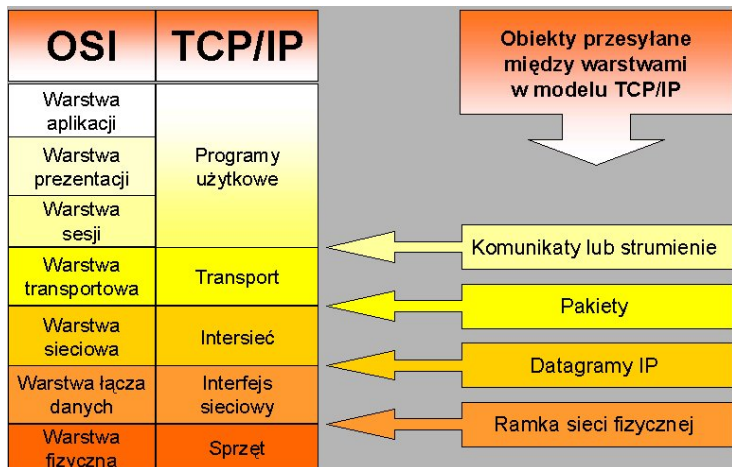 OSI
TCP/IP
Obiekty przesyłane
między warstwami
w modelu TCP/IP
Warstwa
aplikacji
Warstwa
prezentacji
Warstwa
sesji
Programy
użytkowe
Komunikaty lub strumienie
Warstwa
transportowa
Transport
Pakiety
Warstwa
sieciowa
Intersieć
Datagramy IP
Warstwa łącza
danych
Interfejs
sieciowy
Ramka sieci fizycznej
Warstwa
fizyczna
Sprzęt